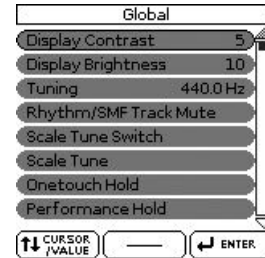 Global
Display Contrast 5
Display Brightness 10
Tuning 440.0 Hz
Rhythm/SMF Track Mute
Scale Tune Switch
Scale Tune
Onetouch Hold
Performance Hold
CURSOR /VALUE ENTER